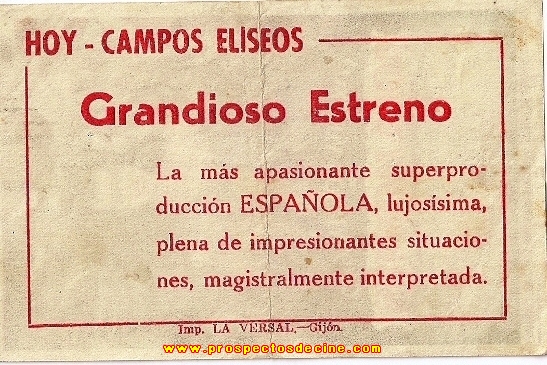 HOY - CAMPOS ELISEOS
Grandioso Estreno
La más apasionante superpro-
ducción ESPAÑOLA, lujosísima,
plena de impresionantes situacio-
nes, magistralmente interpretada.
Imp. LA VERSAL.—Gijón.
www.prospectosdecine.com